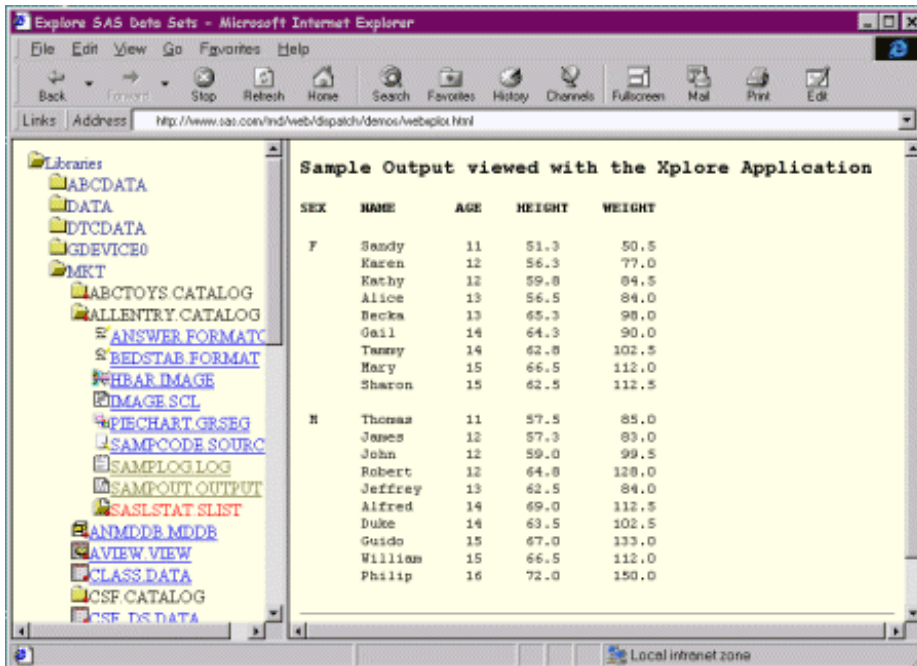 Explore SAS Data Sets - Microsoft Internet Explorer
File Edit View Go Favorites Help
Back Forward Stop Refresh Home Search Favorites History Channels Fullscreen Mail Print Edit
Links Address http://www.sas.com/rnd/web/dispatch/demos/webxplor.html
Libraries
ABCDATA
DATA
DTCDATA
GDEVICE0
MKT
ABCTOYS.CATALOG
ALLENTRY.CATALOG
ANSWER.FORMATC
BEDSTAB.FORMAT
HBAR.IMAGE
IMAGE.SCL
PIECHART.GRSEG
SAMPCODE.SOURC
SAMPLOG.LOG
SAMPOUT.OUTPUT
SASLSTAT.SLIST
ANMDDB.MDDB
AVIEW.VIEW
CLASS.DATA
CSF.CATALOG
CSF_DS.DATA
Sample Output viewed with the Xplore Application
SEX NAME AGE HEIGHT WEIGHT
F Sandy 11 51.3 50.5
Karen 12 56.3 77.0
Kathy 12 59.8 84.5
Alice 13 56.5 84.0
Becka 13 65.3 98.0
Gail 14 64.3 90.0
Tammy 14 62.8 102.5
Mary 15 66.5 112.0
Sharon 15 62.5 112.5
M Thomas 11 57.5 85.0
James 12 57.3 83.0
John 12 59.0 99.5
Robert 12 64.8 128.0
Jeffrey 13 62.5 84.0
Alfred 14 69.0 112.5
Duke 14 63.5 102.5
Guido 15 67.0 133.0
William 15 66.5 112.0
Philip 16 72.0 150.0
Local intranet zone